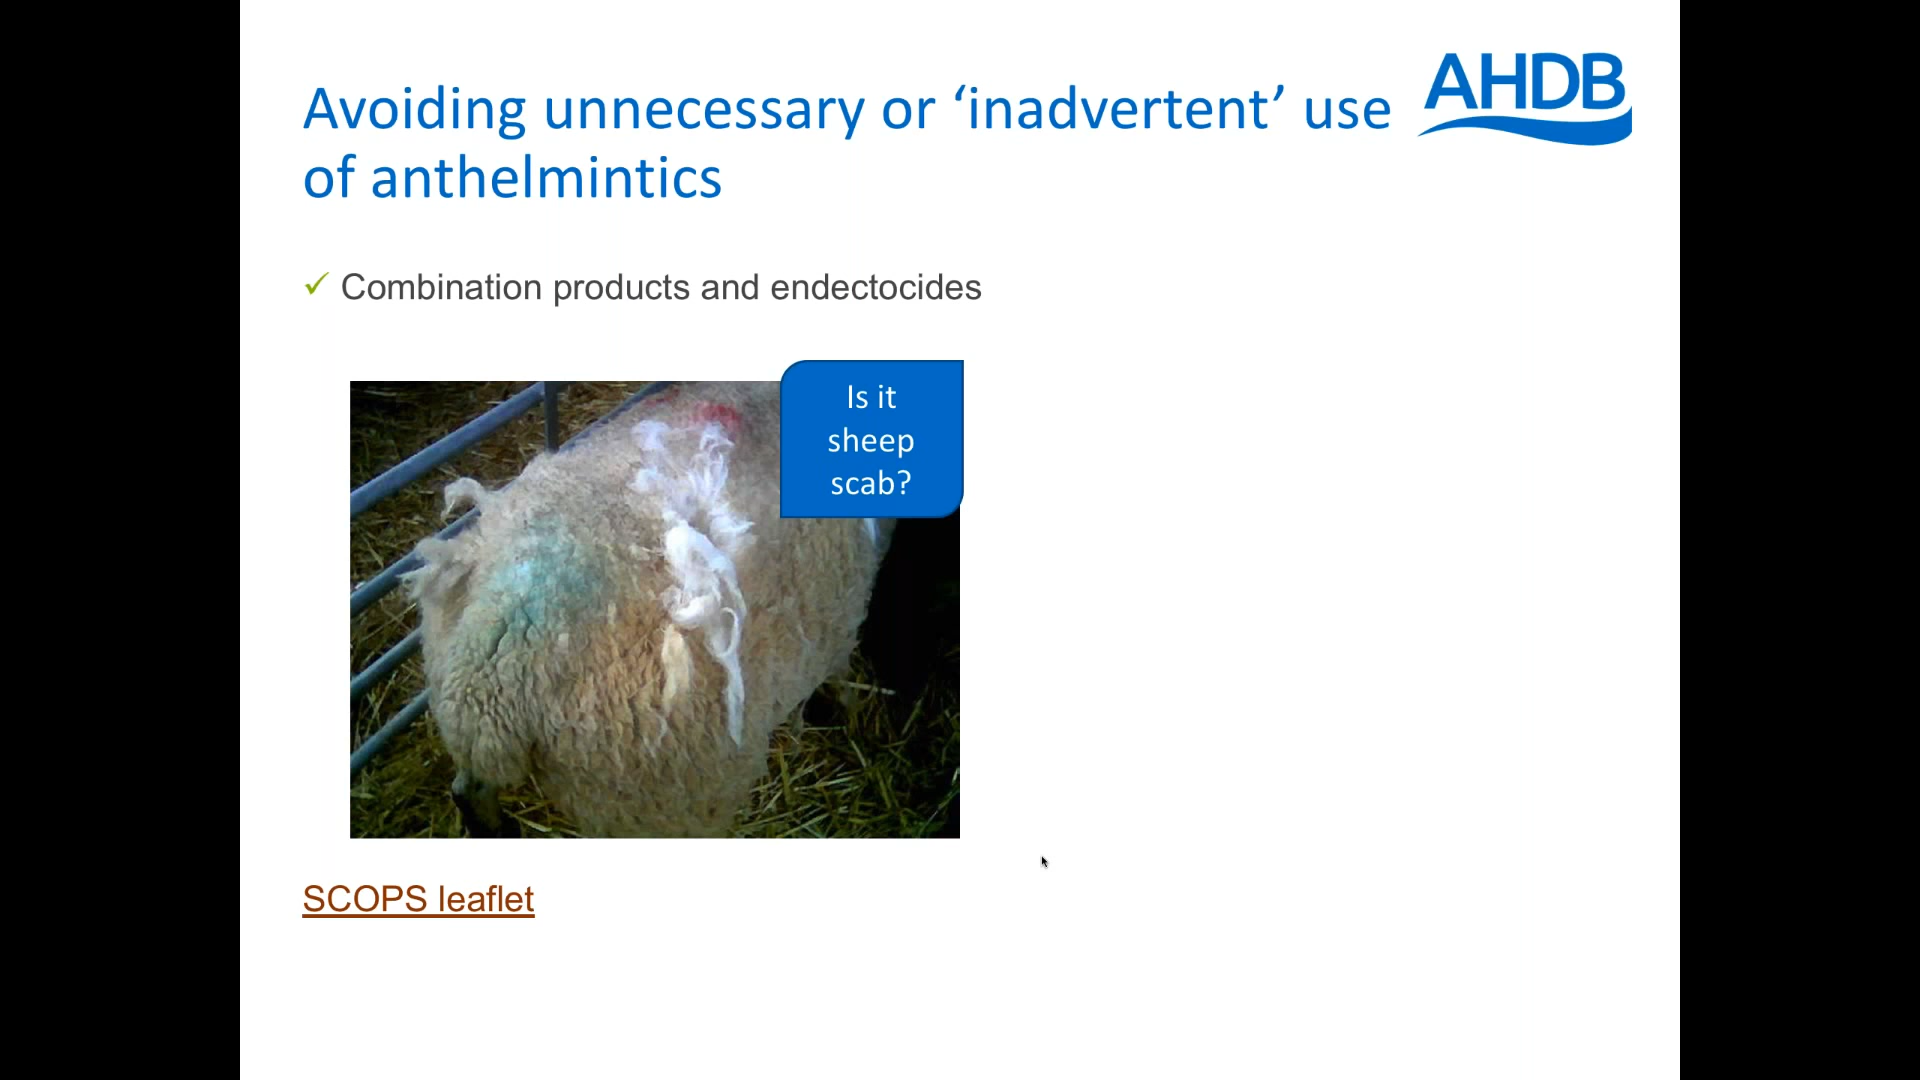 Avoiding unnecessary or ‘inadvertent’ use
of anthelmintics
AHDB
✓ Combination products and endectocides
Is it
sheep
scab?
SCOPS leaflet